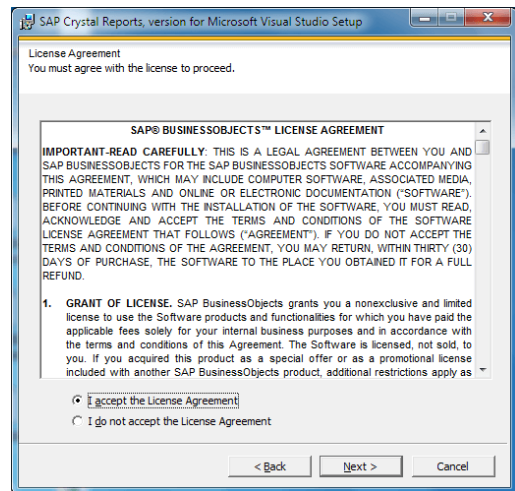 SAP Crystal Reports, version for Microsoft Visual Studio Setup
License Agreement
You must agree with the license to proceed.
SAP® BUSINESSOBJECTS™ LICENSE AGREEMENT
IMPORTANT-READ CAREFULLY: THIS IS A LEGAL AGREEMENT BETWEEN YOU AND
SAP BUSINESSOBJECTS FOR THE SAP BUSINESSOBJECTS SOFTWARE ACCOMPANYING
THIS AGREEMENT, WHICH MAY INCLUDE COMPUTER SOFTWARE, ASSOCIATED MEDIA,
PRINTED MATERIALS AND ONLINE OR ELECTRONIC DOCUMENTATION ("SOFTWARE").
BEFORE CONTINUING WITH THE INSTALLATION OF THE SOFTWARE, YOU MUST READ,
ACKNOWLEDGE AND ACCEPT THE TERMS AND CONDITIONS OF THE SOFTWARE
LICENSE AGREEMENT THAT FOLLOWS ("AGREEMENT"). IF YOU DO NOT ACCEPT THE
TERMS AND CONDITIONS OF THE AGREEMENT, YOU MAY RETURN, WITHIN THIRTY (30)
DAYS OF PURCHASE, THE SOFTWARE TO THE PLACE YOU OBTAINED IT FOR A FULL
REFUND.
1. GRANT OF LICENSE. SAP BusinessObjects grants you a nonexclusive and limited
license to use the Software products and functionalities for which you have paid the
applicable fees solely for your internal business purposes and in accordance with
the terms and conditions of this Agreement. The Software is licensed, not sold, to
you. If you acquired this product as a special offer or as a promotional license
included with another SAP BusinessObjects product, additional restrictions apply as
I accept the License Agreement
I do not accept the License Agreement
< Back
Next >
Cancel